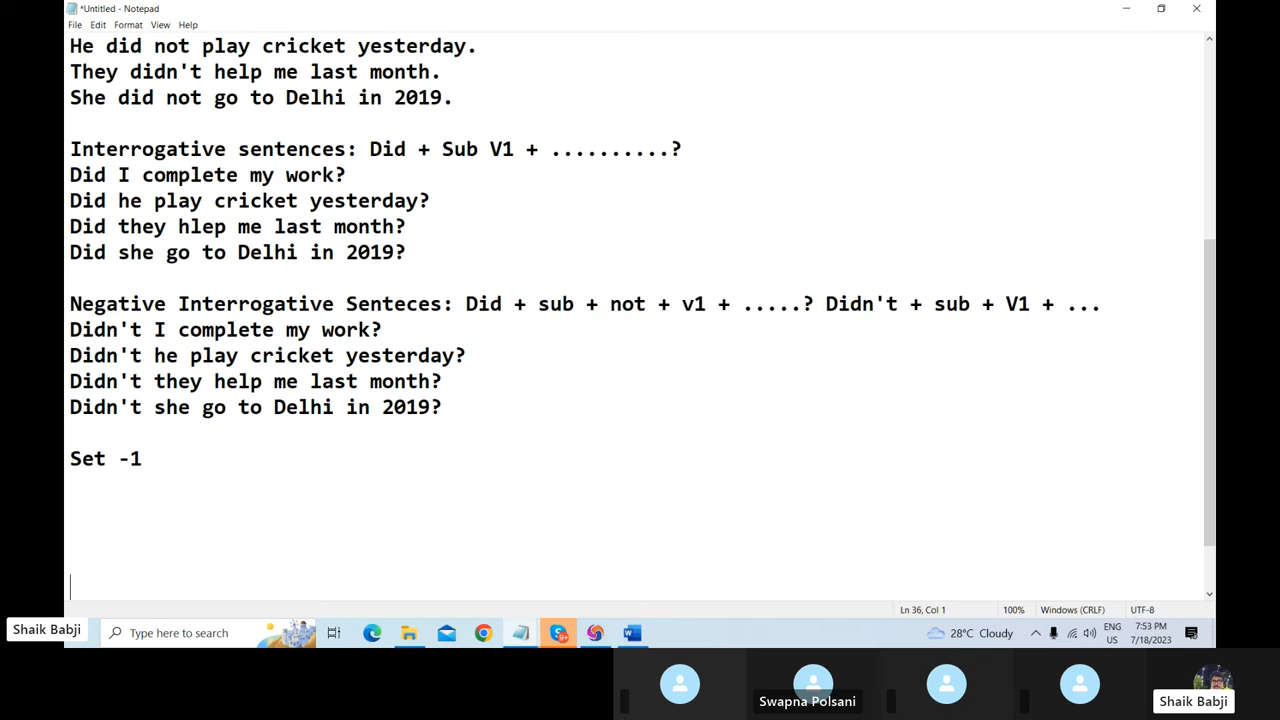 *Untitled - Notepad
File Edit Format View Help
He did not play cricket yesterday.
They didn't help me last month.
She did not go to Delhi in 2019.
Interrogative sentences: Did + Sub V1 + ..........?
Did I complete my work?
Did he play cricket yesterday?
Did they hlep me last month?
Did she go to Delhi in 2019?
Negative Interrogative Senteces: Did + sub + not + v1 + .....? Didn't + sub + V1 + ...
Didn't I complete my work?
Didn't he play cricket yesterday?
Didn't they help me last month?
Didn't she go to Delhi in 2019?
Set -1
Ln 36, Col 1 100% Windows (CRLF) UTF-8
Shaik Babji
Type here to search
28°C Cloudy
ENG
US
7:53 PM
7/18/2023
Swapna Polsani
Shaik Babji